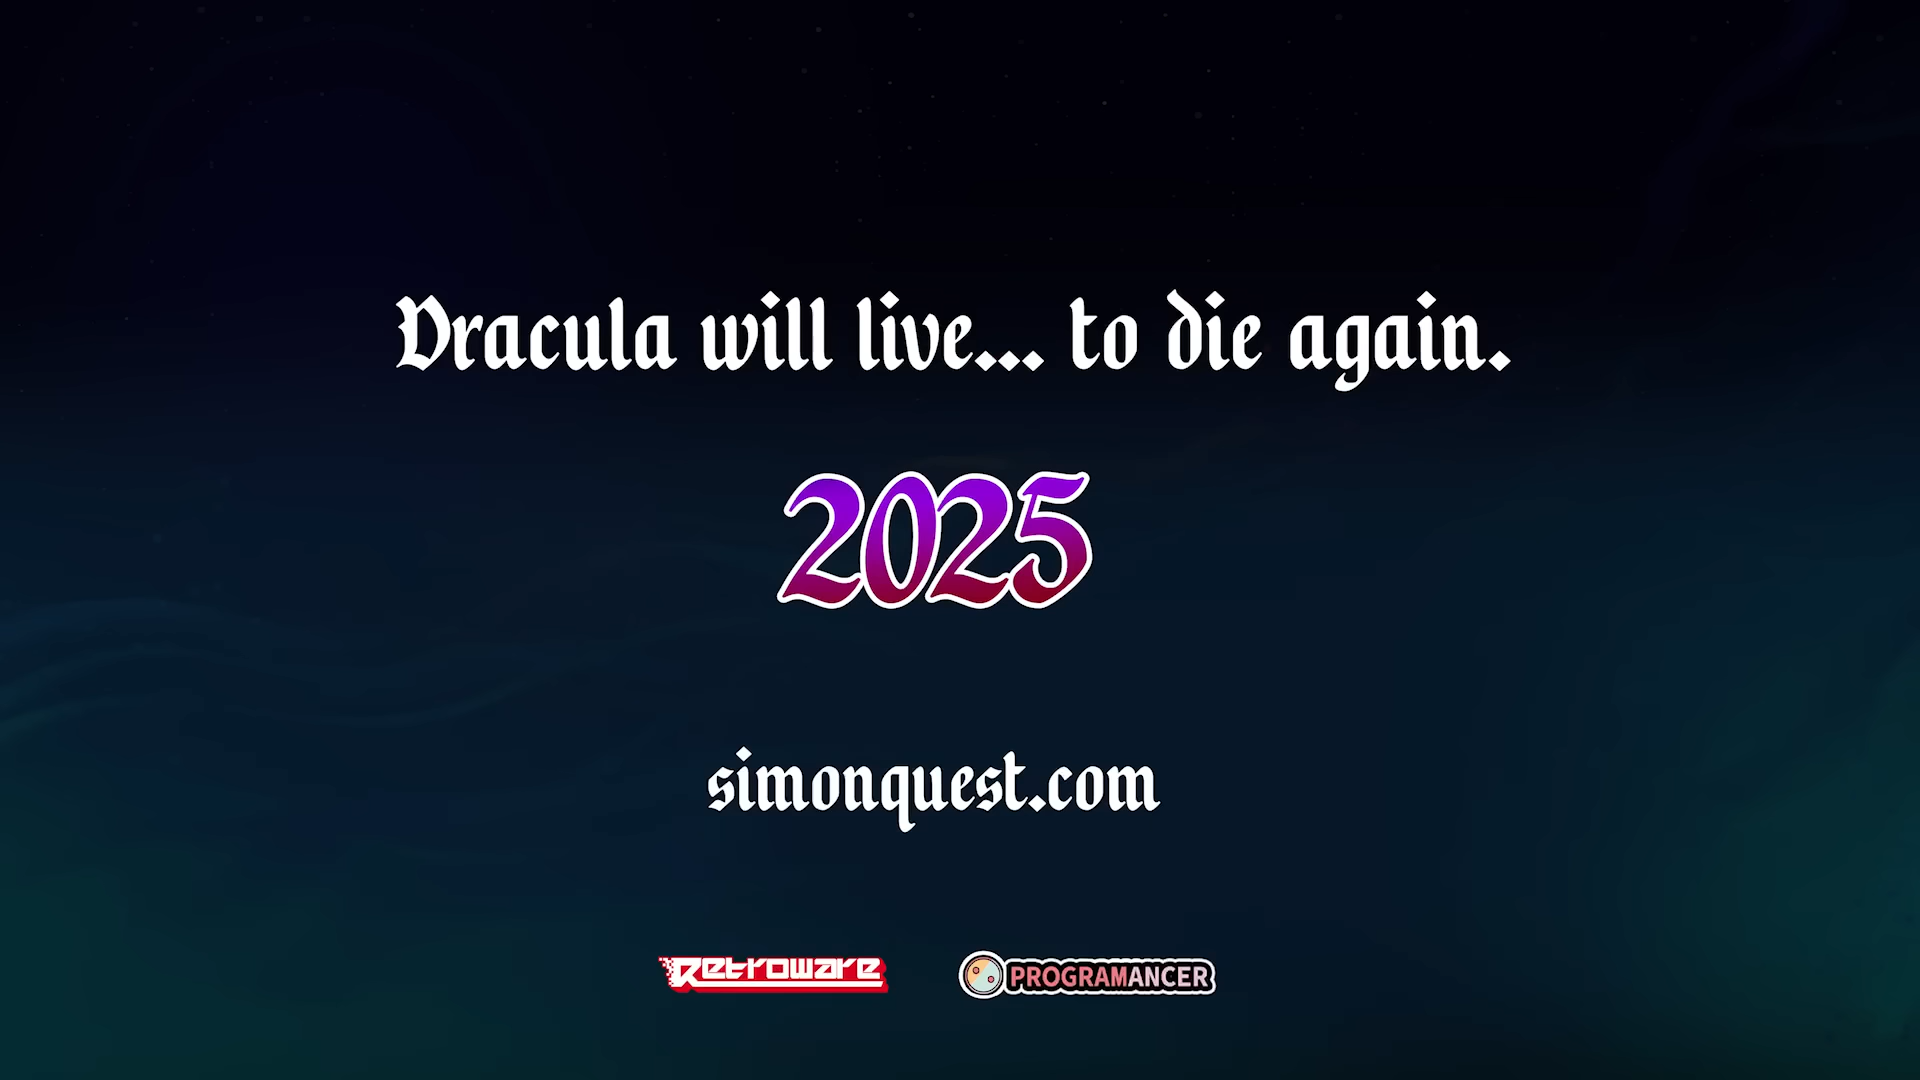 Dracula will live... to die again.
2025
simonquest.com
Retroware
PROGRAMANCER